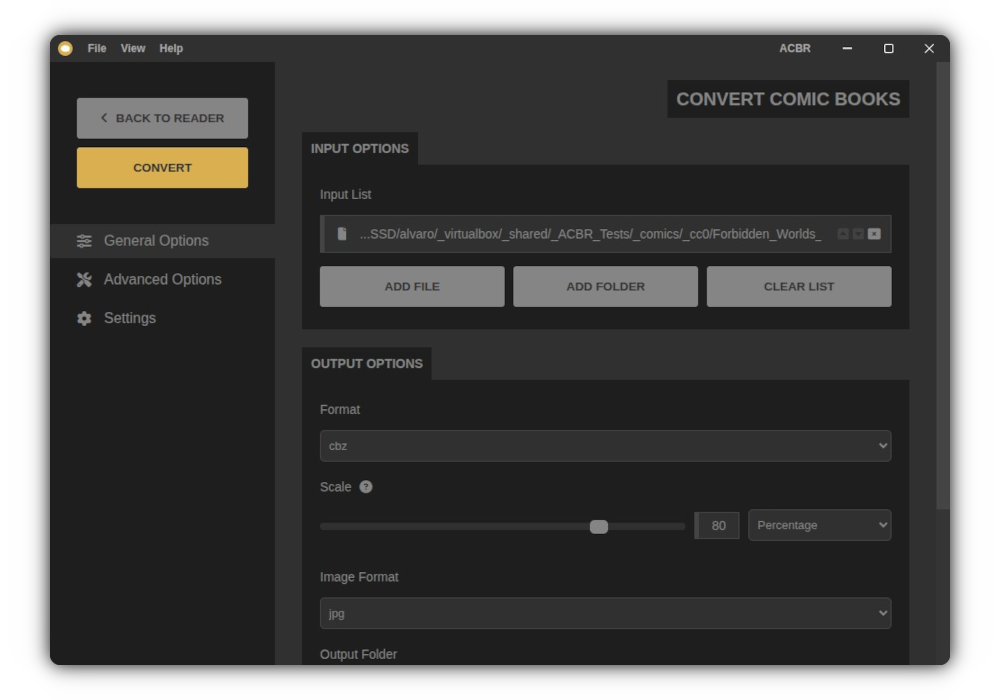 File View Help ACBR
BACK TO READER
CONVERT
General Options
Advanced Options
Settings
CONVERT COMIC BOOKS
INPUT OPTIONS
Input List
...SSD/alvaro/_virtualbox/_shared/_ACBR_Tests/_comics/_cc0/Forbidden_Worlds_
ADD FILE ADD FOLDER CLEAR LIST
OUTPUT OPTIONS
Format
cbz
Scale ?
80 Percentage
Image Format
jpg
Output Folder